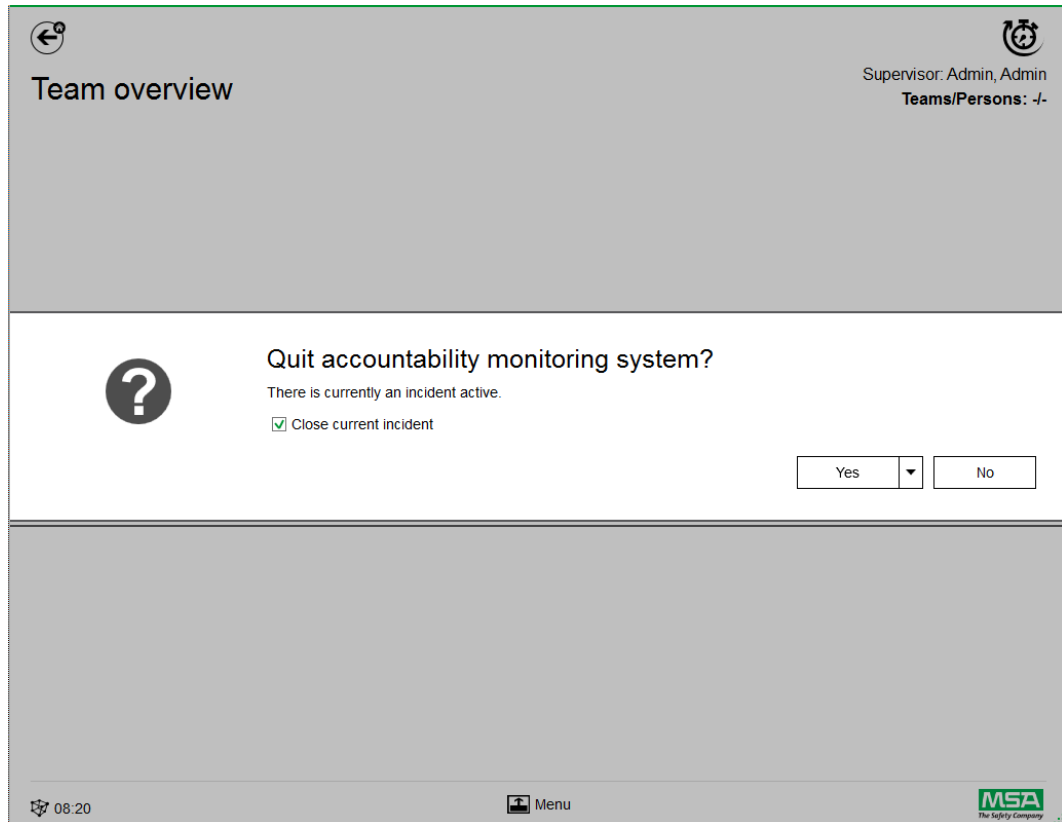 Team overview
Supervisor: Admin, Admin
Teams/Persons: -/-
Quit accountability monitoring system?
There is currently an incident active.
Close current incident
Yes
No
08:20
Menu
MSA
The Safety Company